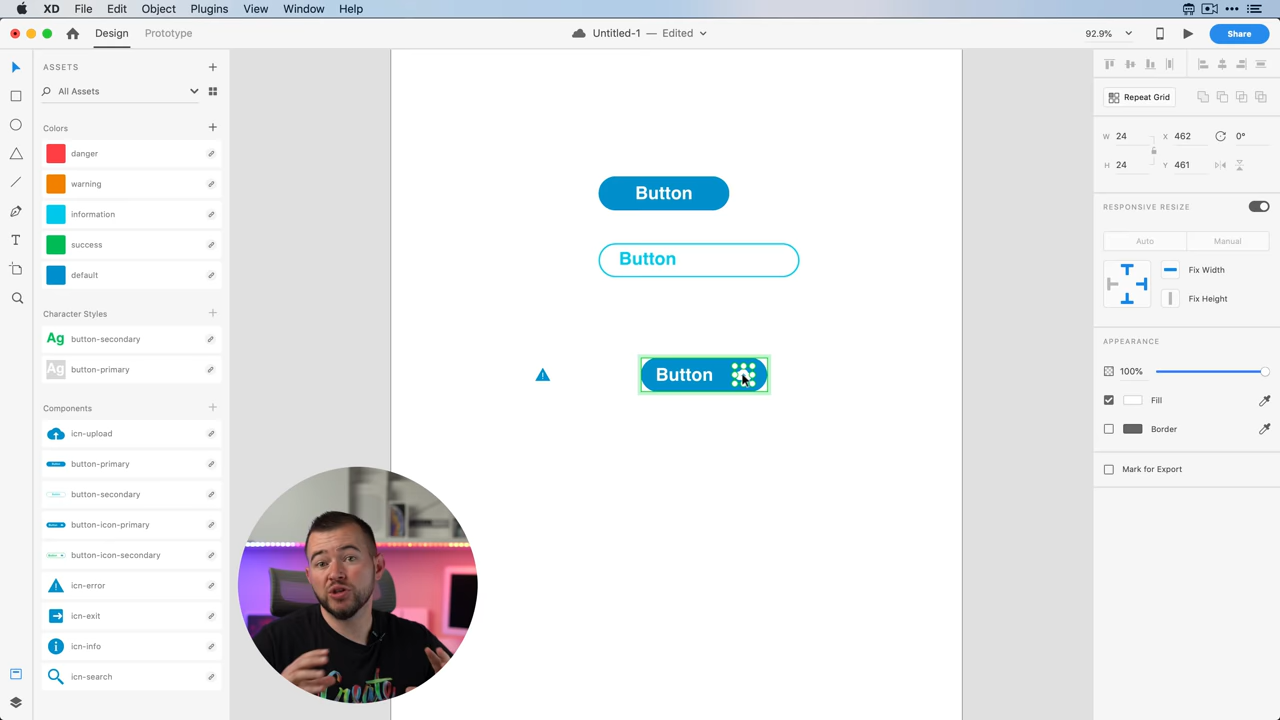 XD File Edit Object Plugins View Window Help
Design Prototype
Untitled-1 — Edited
92.9%
Share
ASSETS
All Assets
Colors
danger
warning
information
success
default
Character Styles
Ag button-secondary
Ag button-primary
Components
icn-upload
button-primary
button-secondary
button-icon-primary
button-icon-secondary
icn-error
icn-exit
icn-info
icn-search
Button
Button
Button
Repeat Grid
W 24 X 462 0°
H 24 Y 461
RESPONSIVE RESIZE
Auto Manual
Fix Width
Fix Height
APPEARANCE
100%
Fill
Border
Mark for Export